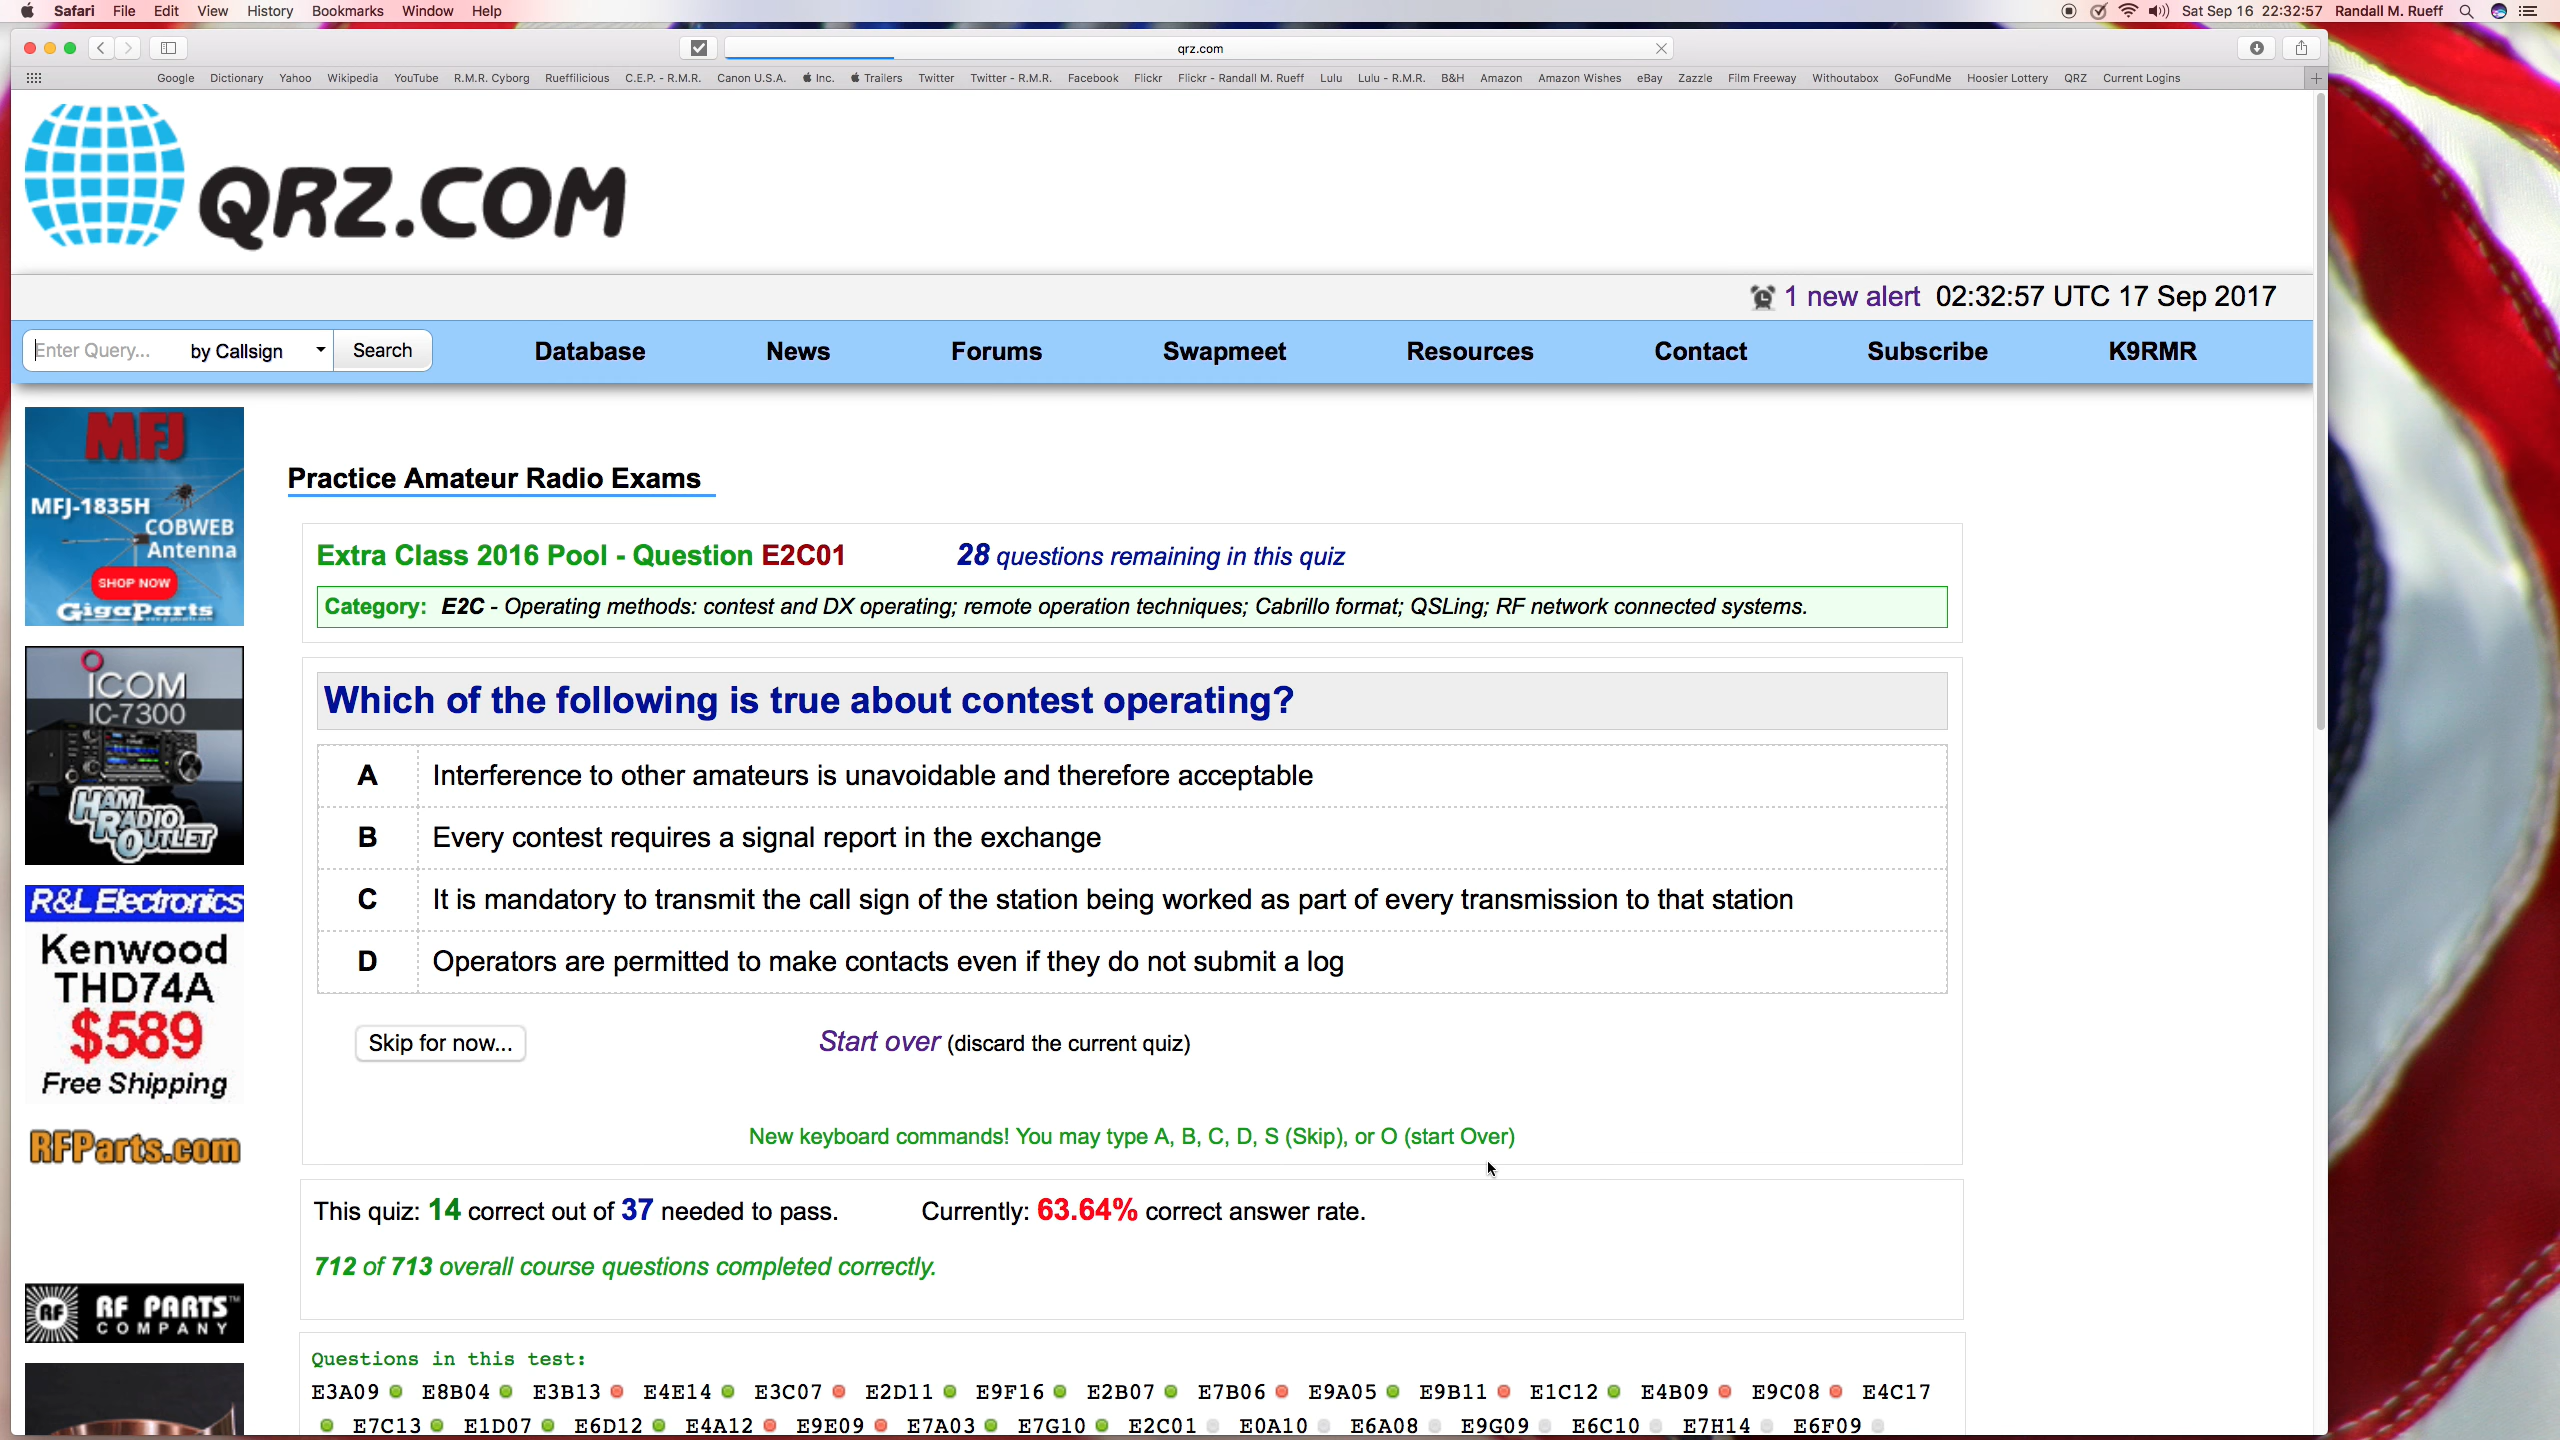 Safari File Edit View History Bookmarks Window Help
Sat Sep 16 22:32:57 Randall M. Rueff
qrz.com
Google Dictionary Yahoo Wikipedia YouTube R.M.R. Cyborg Rueffilicious C.E.P. - R.M.R. Canon U.S.A. Inc. Trailers Twitter Twitter - R.M.R. Facebook Flickr Flickr - Randall M. Rueff Lulu Lulu - R.M.R. B&H Amazon Amazon Wishes eBay Zazzle Film Freeway Withoutabox GoFundMe Hoosier Lottery QRZ Current Logins
QRZ.COM
1 new alert 02:32:57 UTC 17 Sep 2017
Enter Query... by Callsign Search Database News Forums Swapmeet Resources Contact Subscribe K9RMR
MFJ
MFJ-1835H
COBWEB
Antenna
SHOP NOW
GigaParts
ICOM
IC-7300
HAM
RADIO
OUTLET
R&L Electronics
Kenwood
THD74A
$589
Free Shipping
RFParts.com
RF RF PARTS™
COMPANY
Practice Amateur Radio Exams
Extra Class 2016 Pool - Question E2C01 28 questions remaining in this quiz
Category: E2C - Operating methods: contest and DX operating; remote operation techniques; Cabrillo format; QSLing; RF network connected systems.
Which of the following is true about contest operating?
A Interference to other amateurs is unavoidable and therefore acceptable
B Every contest requires a signal report in the exchange
C It is mandatory to transmit the call sign of the station being worked as part of every transmission to that station
D Operators are permitted to make contacts even if they do not submit a log
Skip for now... Start over (discard the current quiz)
New keyboard commands! You may type A, B, C, D, S (Skip), or O (start Over)
This quiz: 14 correct out of 37 needed to pass. Currently: 63.64% correct answer rate.
712 of 713 overall course questions completed correctly.
Questions in this test:
E3A09 E8B04 E3B13 E4E14 E3C07 E2D11 E9F16 E2B07 E7B06 E9A05 E9B11 E1C12 E4B09 E9C08 E4C17
E7C13 E1D07 E6D12 E4A12 E9E09 E7A03 E7G10 E2C01 E0A10 E6A08 E9G09 E6C10 E7H14 E6F09